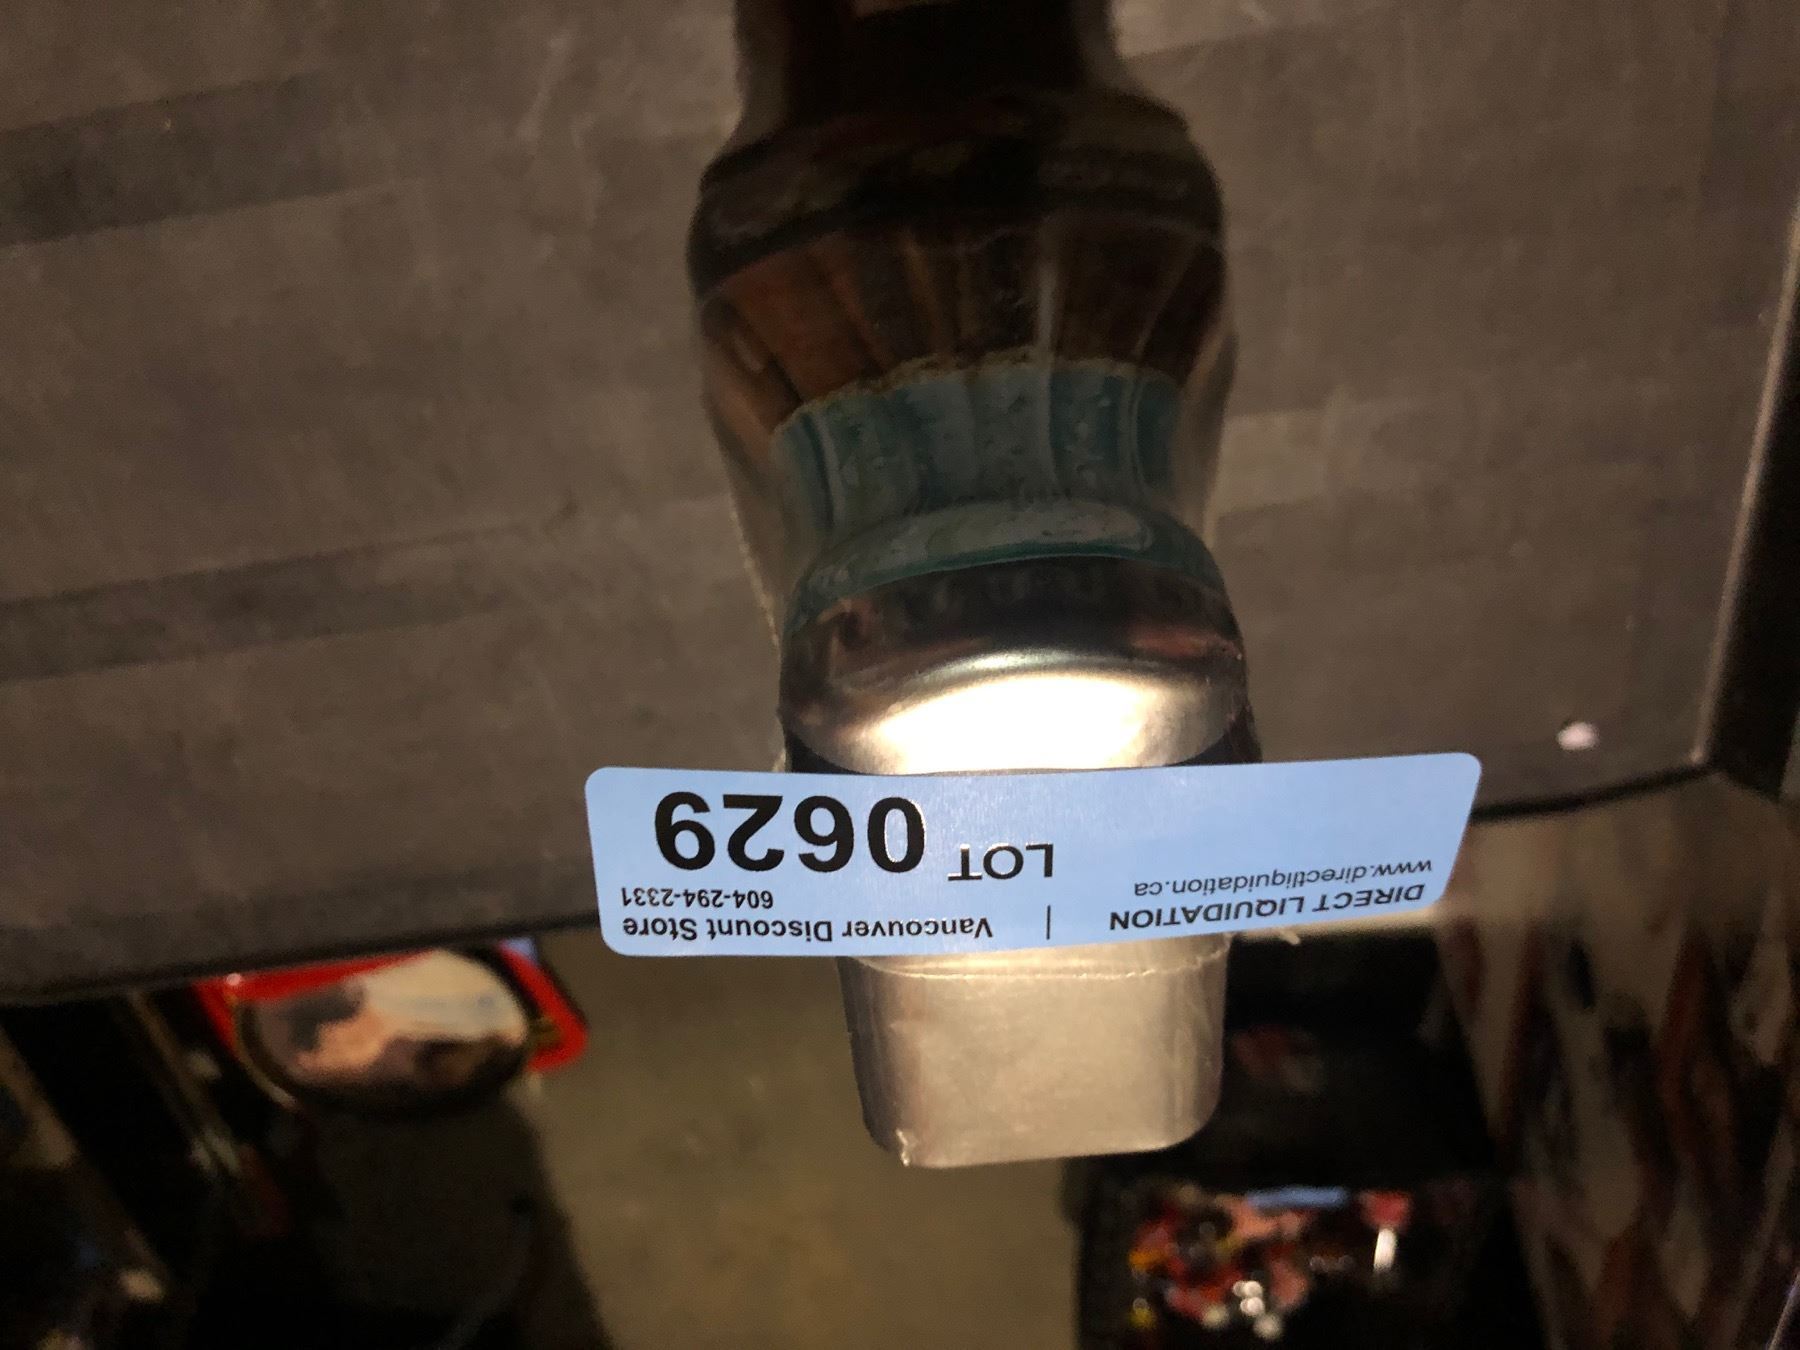 DIRECT LIQUIDATION | Vancouver Discount Store
www.directliquidation.ca 604-294-2331
LOT 0629